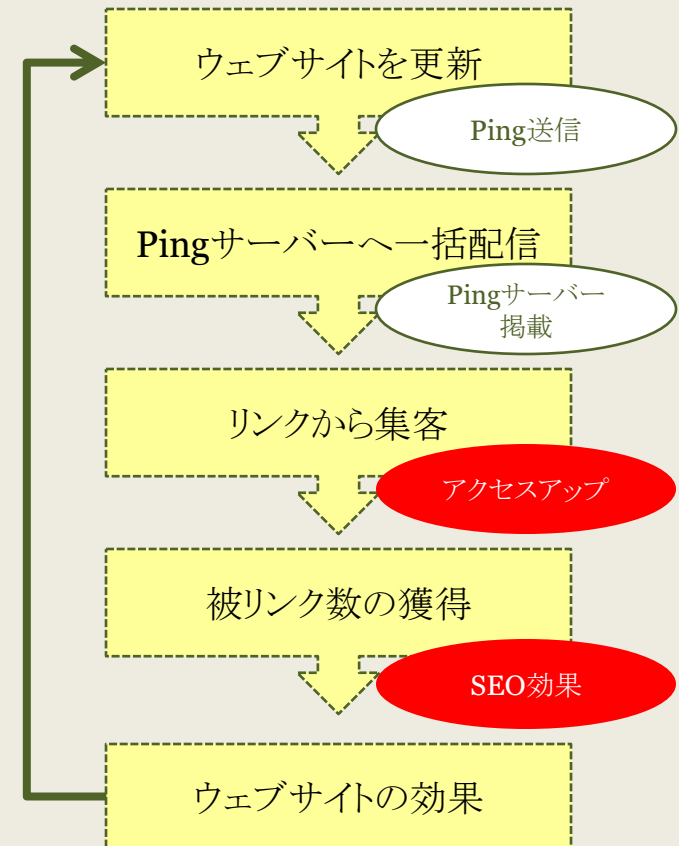 ウェブサイトを更新
Ping送信
Pingサーバーへ一括配信
Pingサーバー
掲載
リンクから集客
アクセスアップ
被リンク数の獲得
SEO効果
ウェブサイトの効果